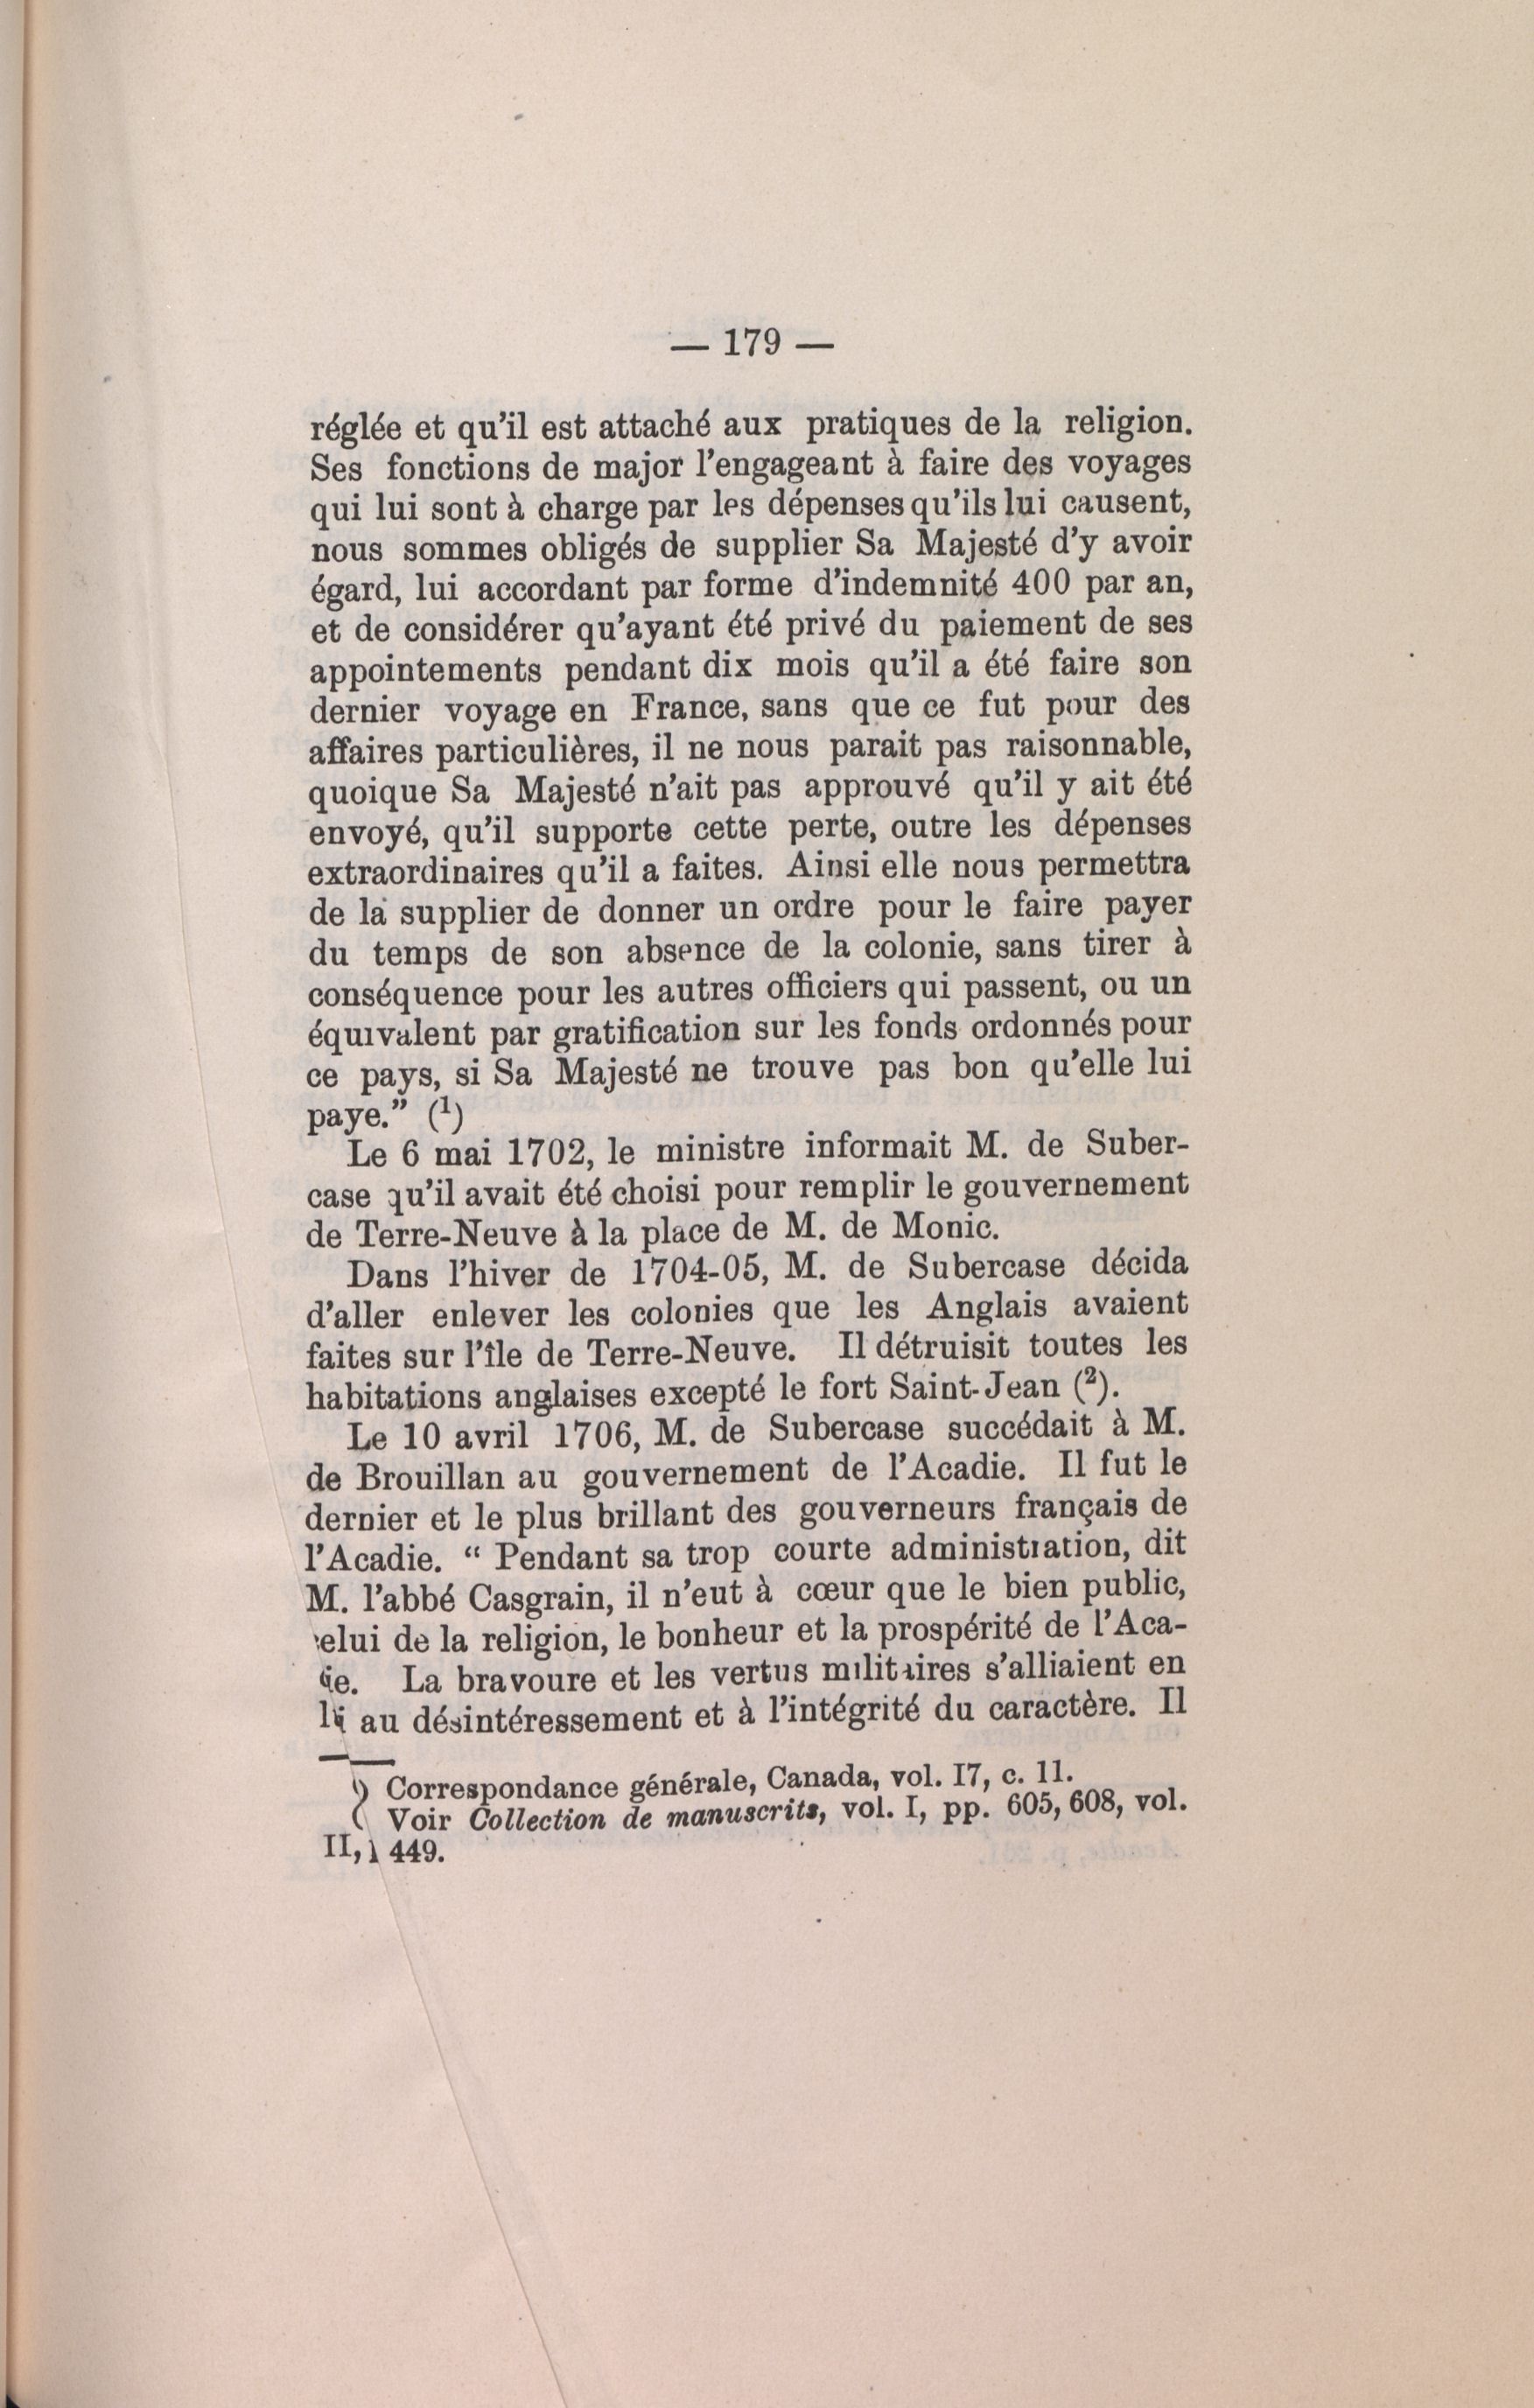 — 179 —
réglée et qu'il est attaché aux pratiques de la religion.
Ses fonctions de major l'engageant à faire des voyages
qui lui sont à charge par les dépenses qu'ils lui causent,
nous sommes obligés de supplier Sa Majesté d'y avoir
égard, lui accordant par forme d'indemnité 400 par an,
et de considérer qu'ayant été privé du paiement de ses
appointements pendant dix mois qu'il a été faire son
dernier voyage en France, sans que ce fut pour des
affaires particulières, il ne nous parait pas raisonnable,
quoique Sa Majesté n'ait pas approuvé qu'il y ait été
envoyé, qu'il supporte cette perte, outre les dépenses
extraordinaires qu'il a faites. Ainsi elle nous permettra
de la supplier de donner un ordre pour le faire payer
du temps de son absence de la colonie, sans tirer à
conséquence pour les autres officiers qui passent, ou un
équivalent par gratification sur les fonds ordonnés pour
ce pays, si Sa Majesté ne trouve pas bon qu'elle lui
paye." (1)
Le 6 mai 1702, le ministre informait M. de Suber-
case qu'il avait été choisi pour remplir le gouvernement
de Terre-Neuve à la place de M. de Monic.
Dans l'hiver de 1704-05, M. de Subercase décida
d'aller enlever les colonies que les Anglais avaient
faites sur l'île de Terre-Neuve. Il détruisit toutes les
habitations anglaises excepté le fort Saint-Jean (2).
Le 10 avril 1706, M. de Subercase succédait à M.
de Brouillan au gouvernement de l'Acadie. Il fut le
dernier et le plus brillant des gouverneurs français de
l'Acadie. " Pendant sa trop courte administration, dit
M. l'abbé Casgrain, il n'eut à cœur que le bien public,
elui de la religion, le bonheur et la prospérité de l'Aca-
ie. La bravoure et les vertus militaires s'alliaient en
lui au désintéressement et à l'intégrité du caractère. Il
) Correspondance générale, Canada, vol. 17, c. 11.
( Voir Collection de manuscrits, vol. I, pp. 605, 608, vol.
II, 449.